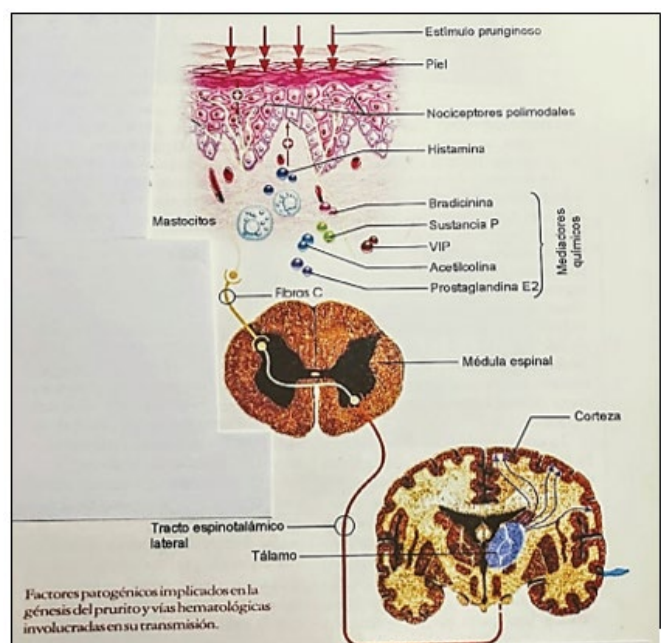 Estímulo pruriginoso
Piel
Nociceptores polimodales
Histamina
Mastocitos
Bradicinina
Sustancia P
VIP
Acetilcolina
Prostaglandina E2
Mediadores
químicos
Fibras C
Médula espinal
Corteza
Tracto espinotalámico
lateral
Tálamo
Factores patogénicos implicados en la
génesis del prurito y vías hematológicas
involucradas en su transmisión.